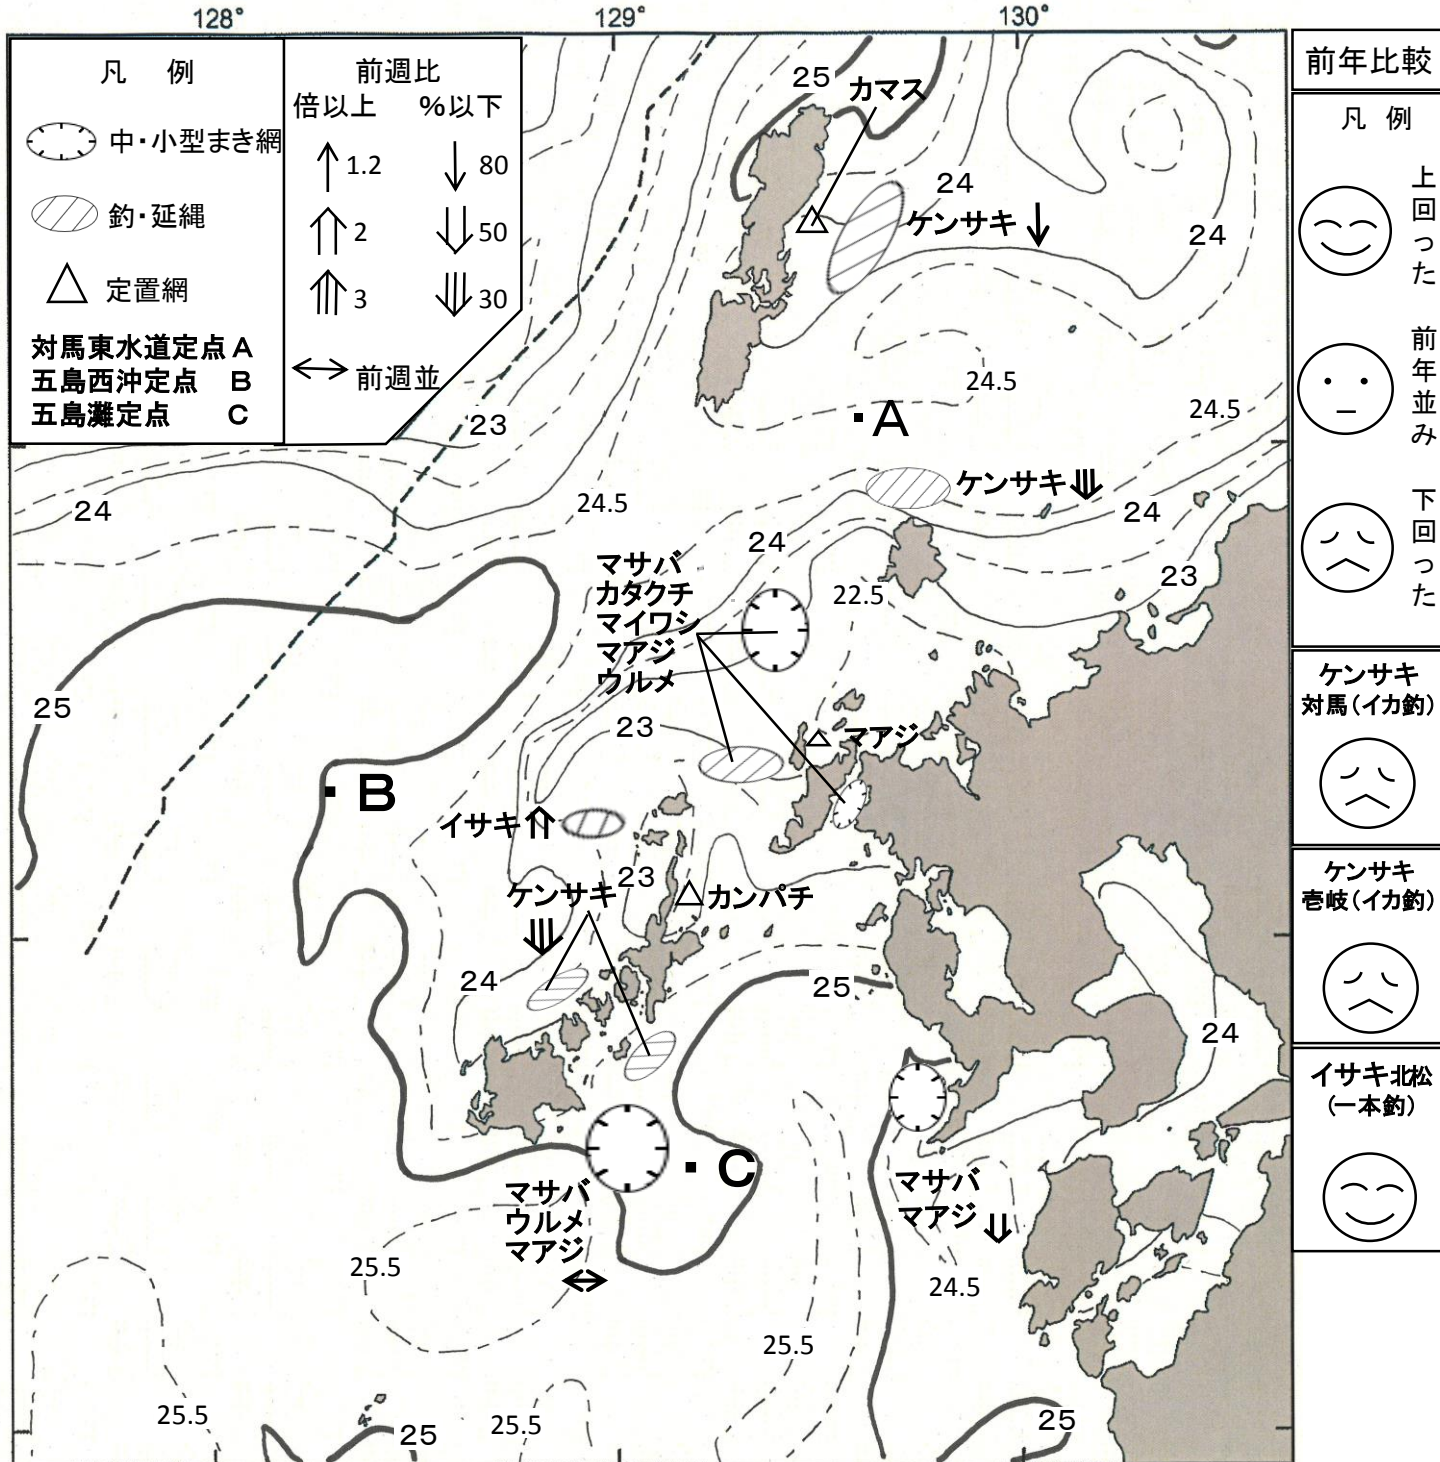 128°
129°
130°
凡 例
中・小型まき網
釣・延縄
定置網
対馬東水道定点 A
五島西沖定点 B
五島灘定点 C
前週比
倍以上 %以下
1.2 80
2 50
3 30
前週並
前年比較
凡 例
上回った
前年並み
下回った
ケンサキ
対馬(イカ釣)
ケンサキ
壱岐(イカ釣)
イサキ北松
(一本釣)
25
カマス
24
ケンサキ
24
24.5
24.5
23
A
ケンサキ
24
24.5
24
24
マサバ
カタクチ
マイワシ
マアジ
ウルメ
22.5
23
25
23
マアジ
B
イサキ
23
ケンサキ
カンパチ
24
25
24
C
マサバ
ウルメ
マアジ
マサバ
マアジ
25.5
24.5
25.5
25.5
25.5
25
25